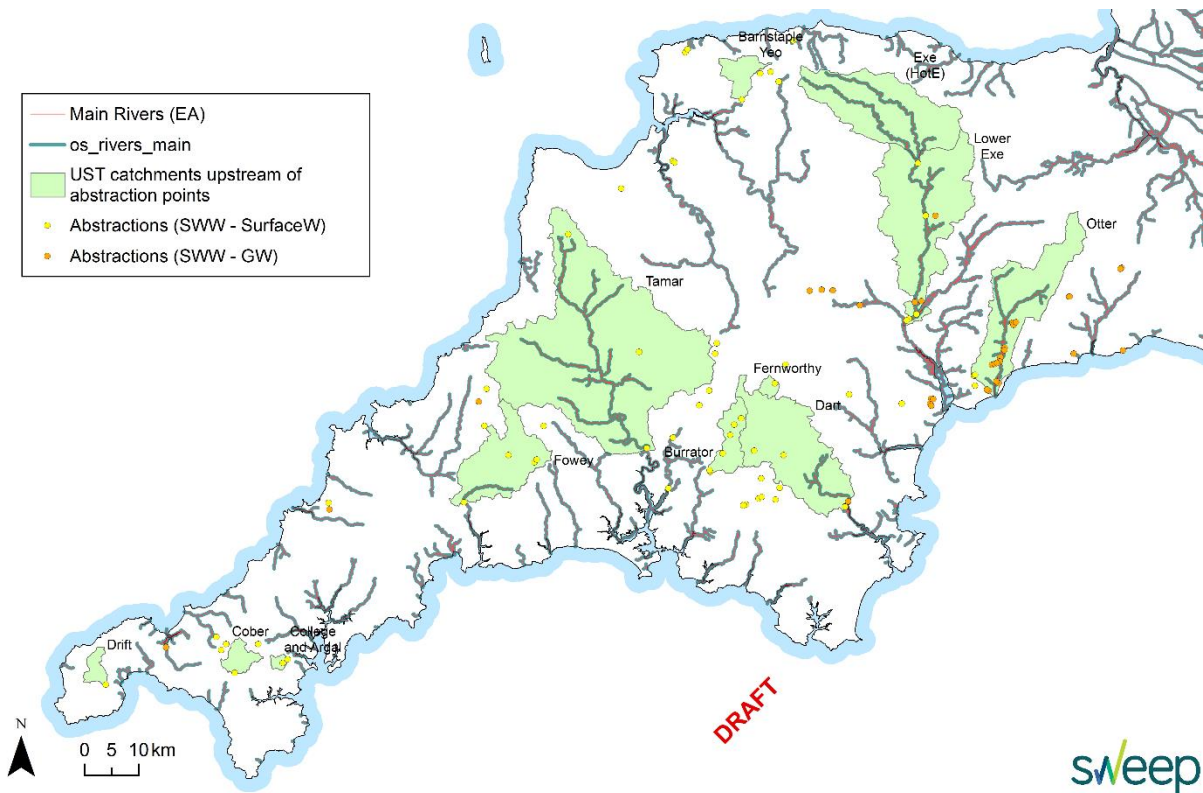 Main Rivers (EA)
os_rivers_main
UST catchments upstream of
abstraction points
Abstractions (SWW - SurfaceW)
Abstractions (SWW - GW)
Barnstaple
Yeo
Exe
(HotE)
Lower
Exe
Otter
Tamar
Fernworthy
Dart
Burrator
Fowey
Drift
Cober
College
and Argal
N
0 5 10 km
DRAFT
sweep